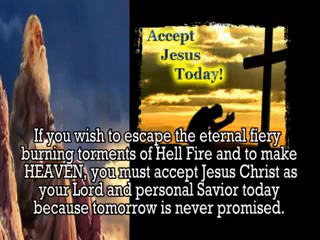 Accept
Jesus
Today!
If you wish to escape the eternal fiery
burning torments of Hell Fire and to make
HEAVEN, you must accept Jesus Christ as
your Lord and personal Savior today
because tomorrow is never promised.